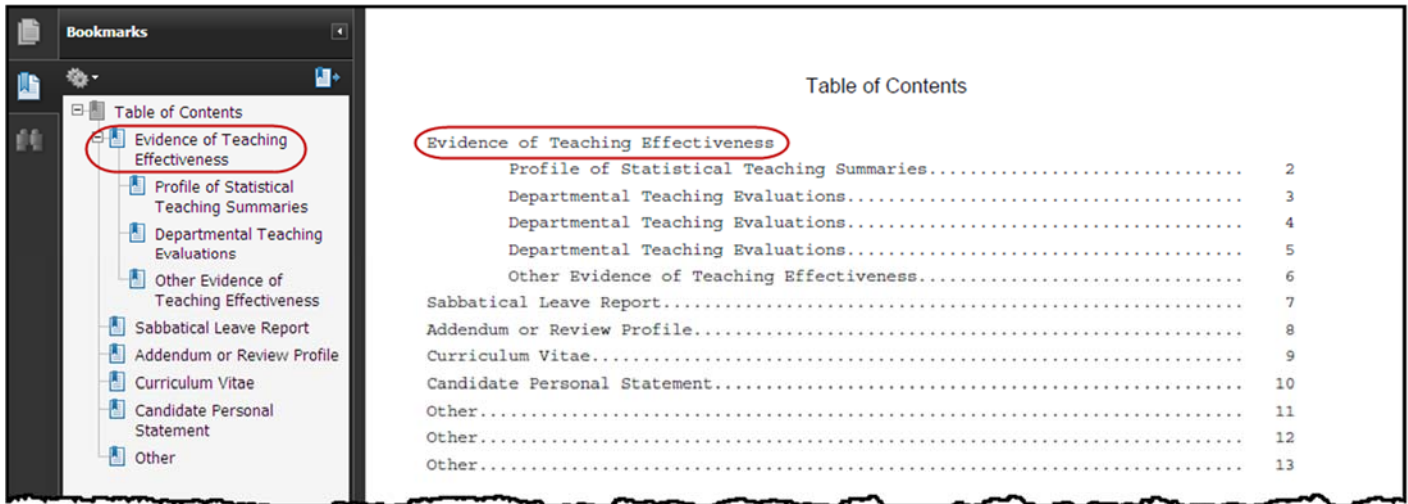 Bookmarks
Table of Contents
Evidence of Teaching
Effectiveness
Profile of Statistical
Teaching Summaries
Departmental Teaching
Evaluations
Other Evidence of
Teaching Effectiveness
Sabbatical Leave Report
Addendum or Review Profile
Curriculum Vitae
Candidate Personal
Statement
Other
Table of Contents
Evidence of Teaching Effectiveness
Profile of Statistical Teaching Summaries.............................. 2
Departmental Teaching Evaluations...................................... 3
Departmental Teaching Evaluations...................................... 4
Departmental Teaching Evaluations...................................... 5
Other Evidence of Teaching Effectiveness............................... 6
Sabbatical Leave Report........................................................ 7
Addendum or Review Profile..................................................... 8
Curriculum Vitae............................................................... 9
Candidate Personal Statement................................................... 10
Other.......................................................................... 11
Other.......................................................................... 12
Other.......................................................................... 13